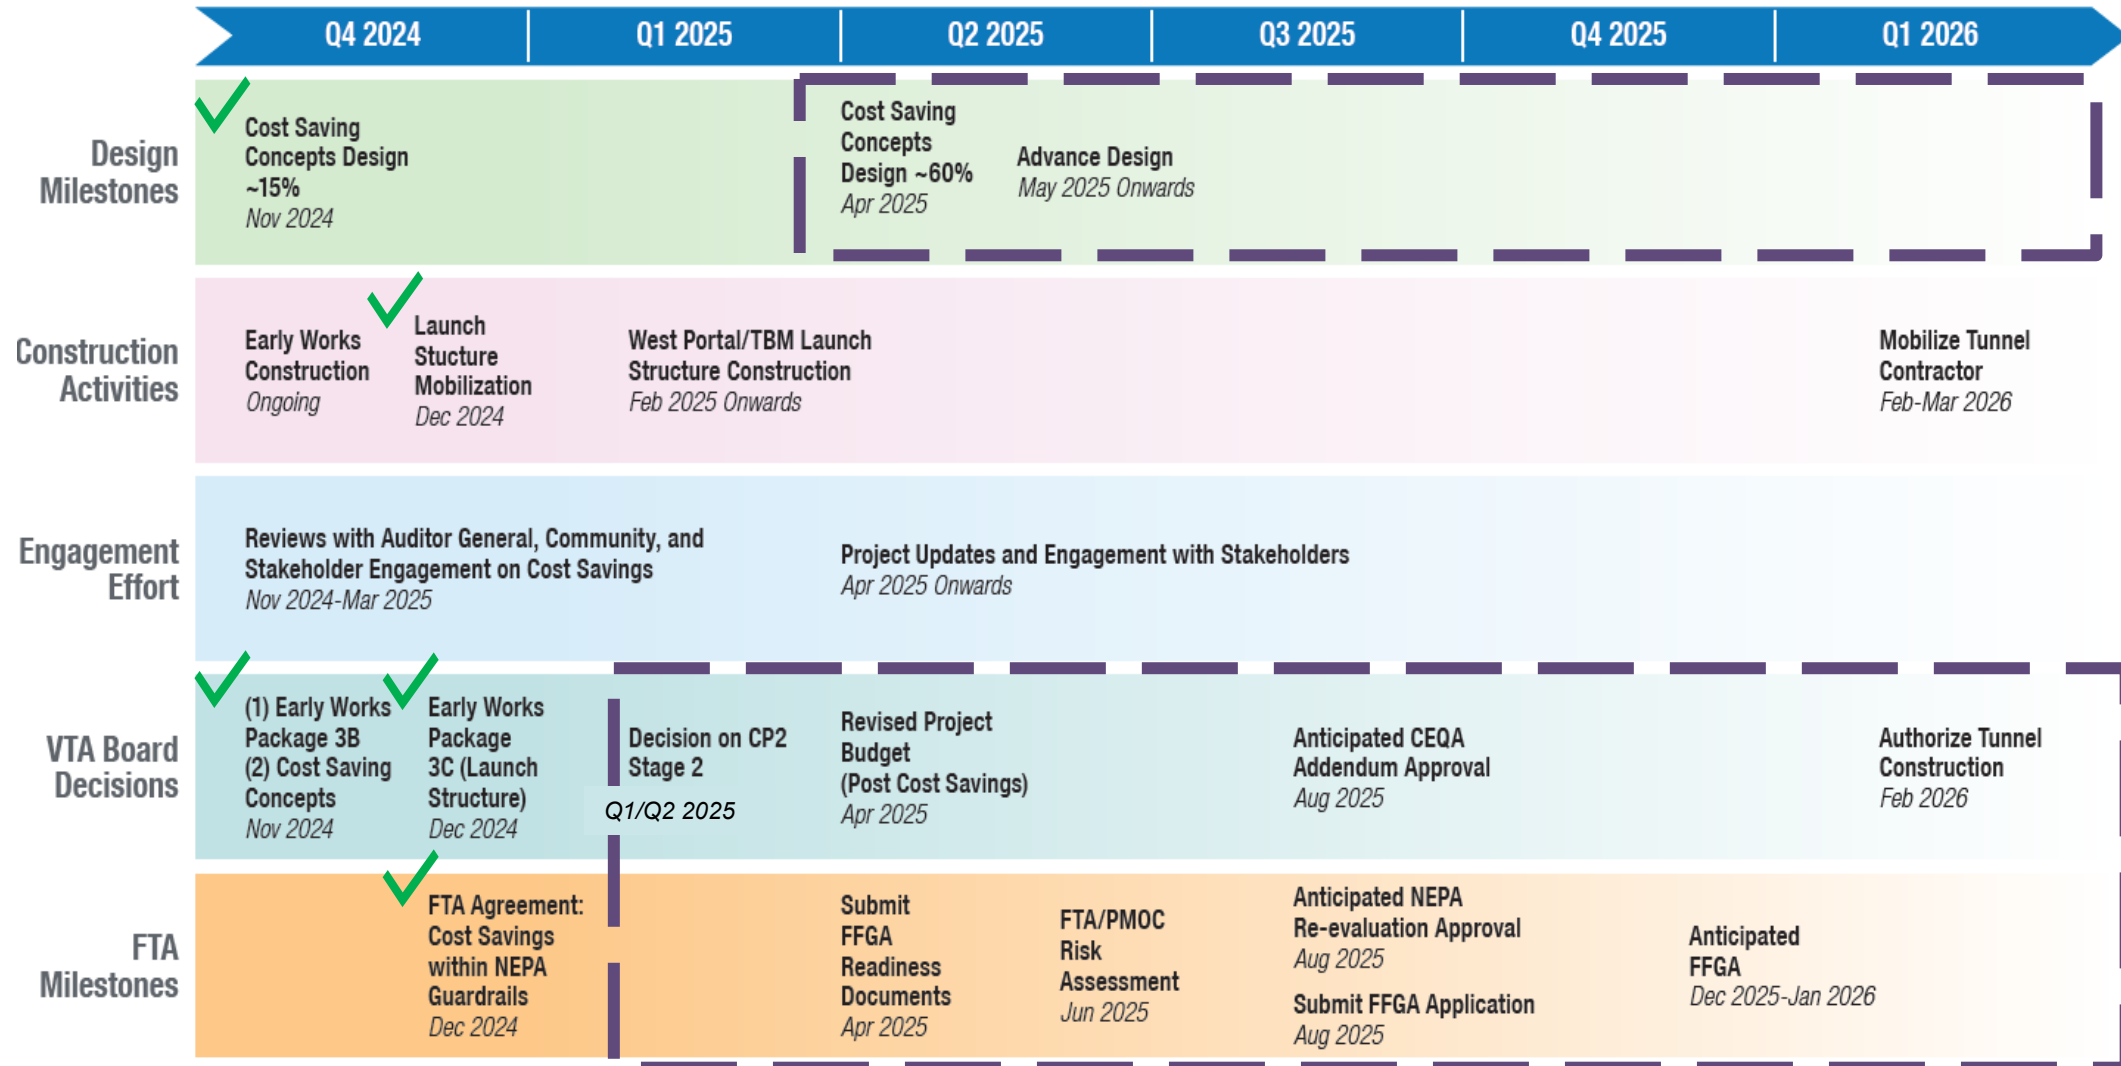 Q4 2024
Q1 2025
Q2 2025
Q3 2025
Q4 2025
Q1 2026
Design
Milestones
Cost Saving
Concepts Design
~15%
Nov 2024
Cost Saving
Concepts
Design ~60%
Apr 2025
Advance Design
May 2025 Onwards
Construction
Activities
Early Works
Construction
Ongoing
Launch
Stucture
Mobilization
Dec 2024
West Portal/TBM Launch
Structure Construction
Feb 2025 Onwards
Mobilize Tunnel
Contractor
Feb-Mar 2026
Engagement
Effort
Reviews with Auditor General, Community, and
Stakeholder Engagement on Cost Savings
Nov 2024-Mar 2025
Project Updates and Engagement with Stakeholders
Apr 2025 Onwards
VTA Board
Decisions
(1) Early Works
Package 3B
(2) Cost Saving
Concepts
Nov 2024
Early Works
Package
3C (Launch
Structure)
Dec 2024
Decision on CP2
Stage 2
Q1/Q2 2025
Revised Project
Budget
(Post Cost Savings)
Apr 2025
Anticipated CEQA
Addendum Approval
Aug 2025
Authorize Tunnel
Construction
Feb 2026
FTA
Milestones
FTA Agreement:
Cost Savings
within NEPA
Guardrails
Dec 2024
Submit
FFGA
Readiness
Documents
Apr 2025
FTA/PMOC
Risk
Assessment
Jun 2025
Anticipated NEPA
Re-evaluation Approval
Aug 2025
Submit FFGA Application
Aug 2025
Anticipated
FFGA
Dec 2025-Jan 2026